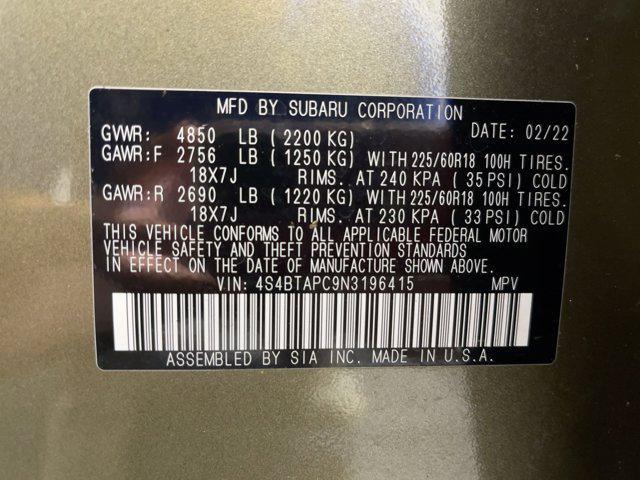 MFD BY SUBARU CORPORATION
GVWR: 4850 LB (2200 KG) DATE: 02/22
GAWR:F 2756 LB (1250 KG) WITH 225/60R18 100H TIRES.
18X7J RIMS. AT 240 KPA (35 PSI) COLD
GAWR:R 2690 LB (1220 KG) WITH 225/60R18 100H TIRES.
18X7J RIMS. AT 230 KPA (33 PSI) COLD
THIS VEHICLE CONFORMS TO ALL APPLICABLE FEDERAL MOTOR
VEHICLE SAFETY AND THEFT PREVENTION STANDARDS
IN EFFECT ON THE DATE OF MANUFACTURE SHOWN ABOVE.
VIN: 4S4BTAPC9N3196415 MPV
ASSEMBLED BY SIA INC. MADE IN U.S.A.